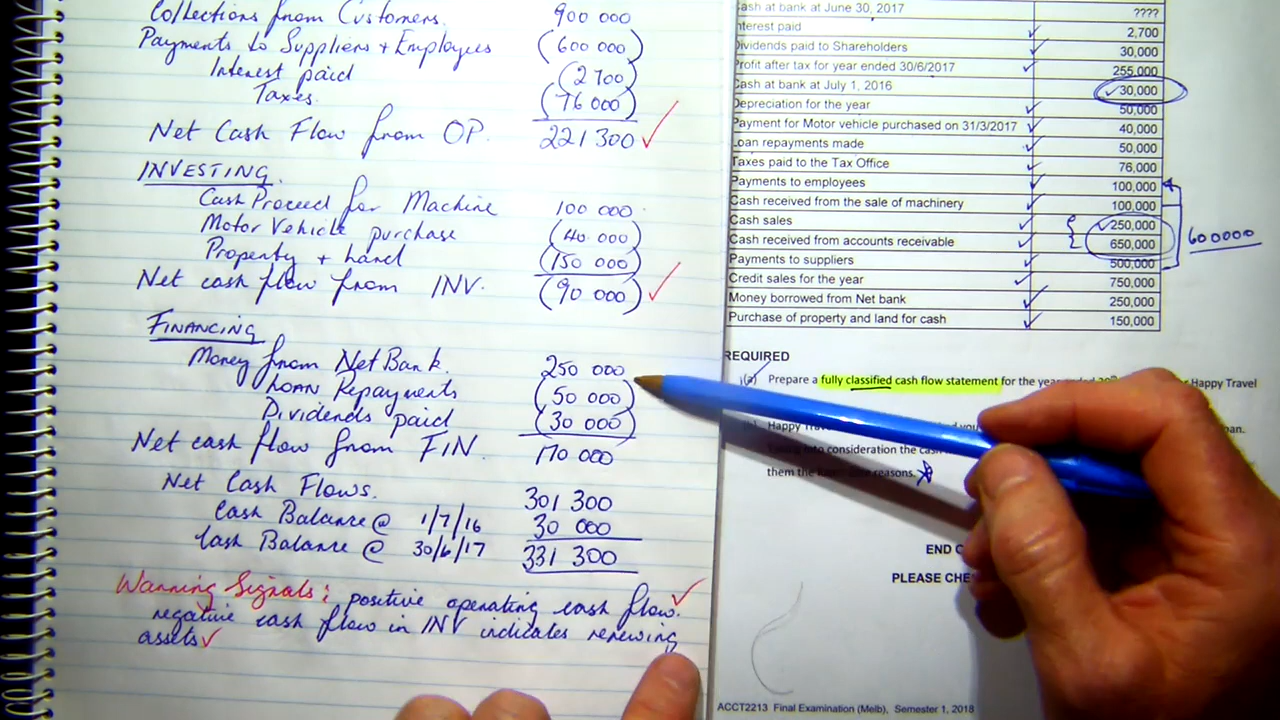 Collections from Customers. 900 000
Payments to Suppliers + Employees (600 000)
Interest paid (2 700)
Taxes. (76 000)
Net Cash Flow from OP. 221 300 ✓
INVESTING.
Cash Proceed for Machine 100 000
Motor Vehicle purchase (40 000)
Property + land (150 000)
Net cash flow from INV. (90 000) ✓
FINANCING
Money from Net Bank. 250 000
LOAN Repayments (50 000)
Dividends paid (30 000)
Net cash flow from FIN. 170 000
Net Cash Flows. 301 300
Cash Balance @ 1/7/16 30 000
Cash Balance @ 30/6/17 331 300
Warning Signals: positive operating cash flow. ✓
negative cash flow in INV indicates renewing
assets ✓
Cash at bank at June 30, 2017 ????
Interest paid ✓ 2,700
Dividends paid to Shareholders ✓ 30,000
Profit after tax for year ended 30/6/2017 ✓ 255,000
Cash at bank at July 1, 2016 ✓ 30,000
Depreciation for the year ✓ 50,000
Payment for Motor vehicle purchased on 31/3/2017 ✓ 40,000
Loan repayments made ✓ 50,000
Taxes paid to the Tax Office ✓ 76,000
Payments to employees ✓ 100,000
Cash received from the sale of machinery ✓ 100,000
Cash sales ✓ { ✓ 250,000
600000
Cash received from accounts receivable ✓ 650,000
Payments to suppliers ✓ 500,000
Credit sales for the year ✓ 750,000
Money borrowed from Net bank ✓ 250,000
Purchase of property and land for cash ✓ 150,000
REQUIRED
(a) Prepare a fully classified cash flow statement for the year ended Happy Travel
Happy loan.
consideration the
them the reasons.
END
PLEASE
ACCT2213 Final Examination (Melb), Semester 1, 2018